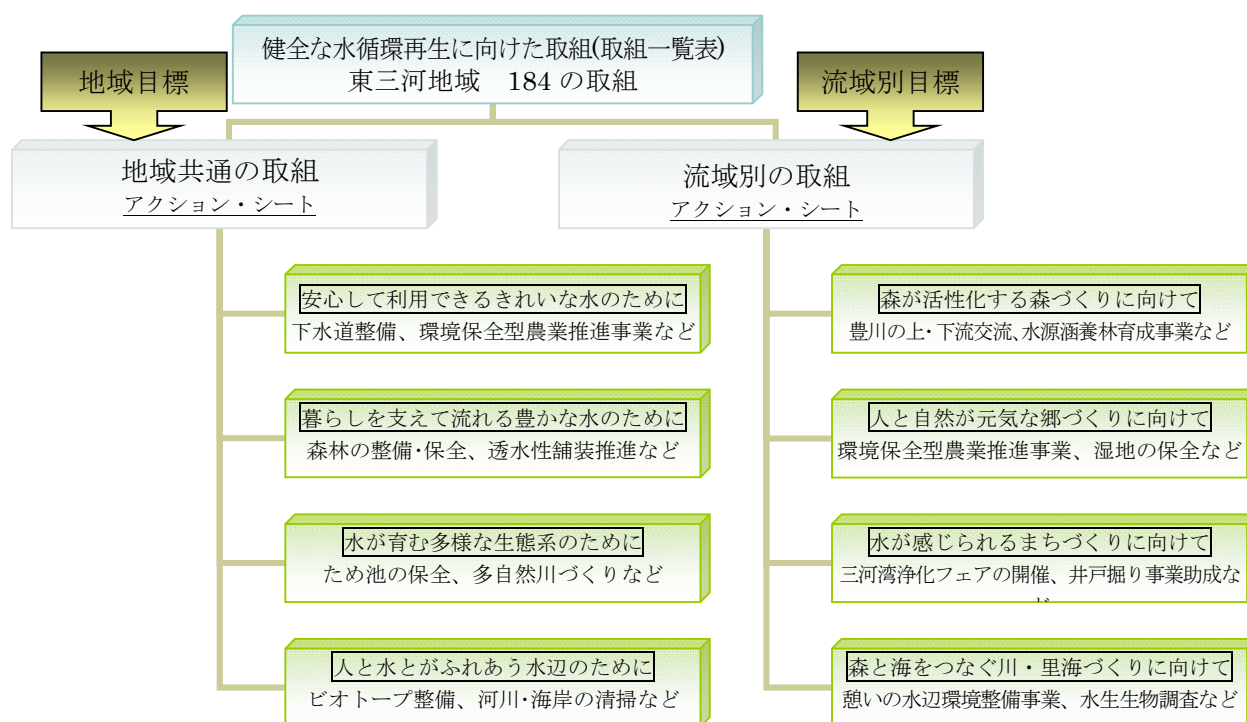 健全な水循環再生に向けた取組(取組一覧表)
東三河地域　184 の取組
地域目標
流域別目標
地域共通の取組
アクション・シート
流域別の取組
アクション・シート
安心して利用できるきれいな水のために
下水道整備、環境保全型農業推進事業など
暮らしを支えて流れる豊かな水のために
森林の整備･保全、透水性舗装推進など
水が育む多様な生態系のために
ため池の保全、多自然川づくりなど
人と水とがふれあう水辺のために
ビオトープ整備、河川･海岸の清掃など
森が活性化する森づくりに向けて
豊川の上･下流交流、水源涵養林育成事業など
人と自然が元気な郷づくりに向けて
環境保全型農業推進事業、湿地の保全など
水が感じられるまちづくりに向けて
三河湾浄化フェアの開催、井戸掘り事業助成な
森と海をつなぐ川・里海づくりに向けて
憩いの水辺環境整備事業、水生生物調査など